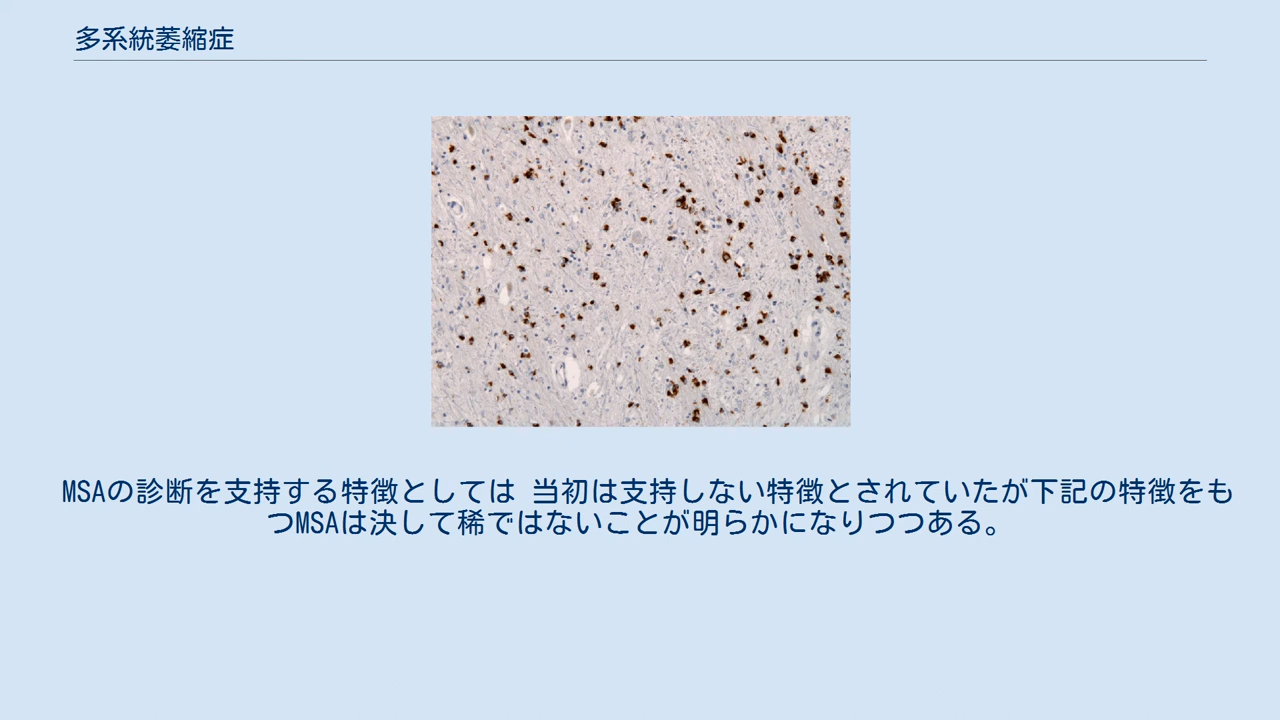 多系統萎縮症
MSAの診断を支持する特徴としては 当初は支持しない特徴とされていたが下記の特徴をも
つMSAは決して稀ではないことが明らかになりつつある。